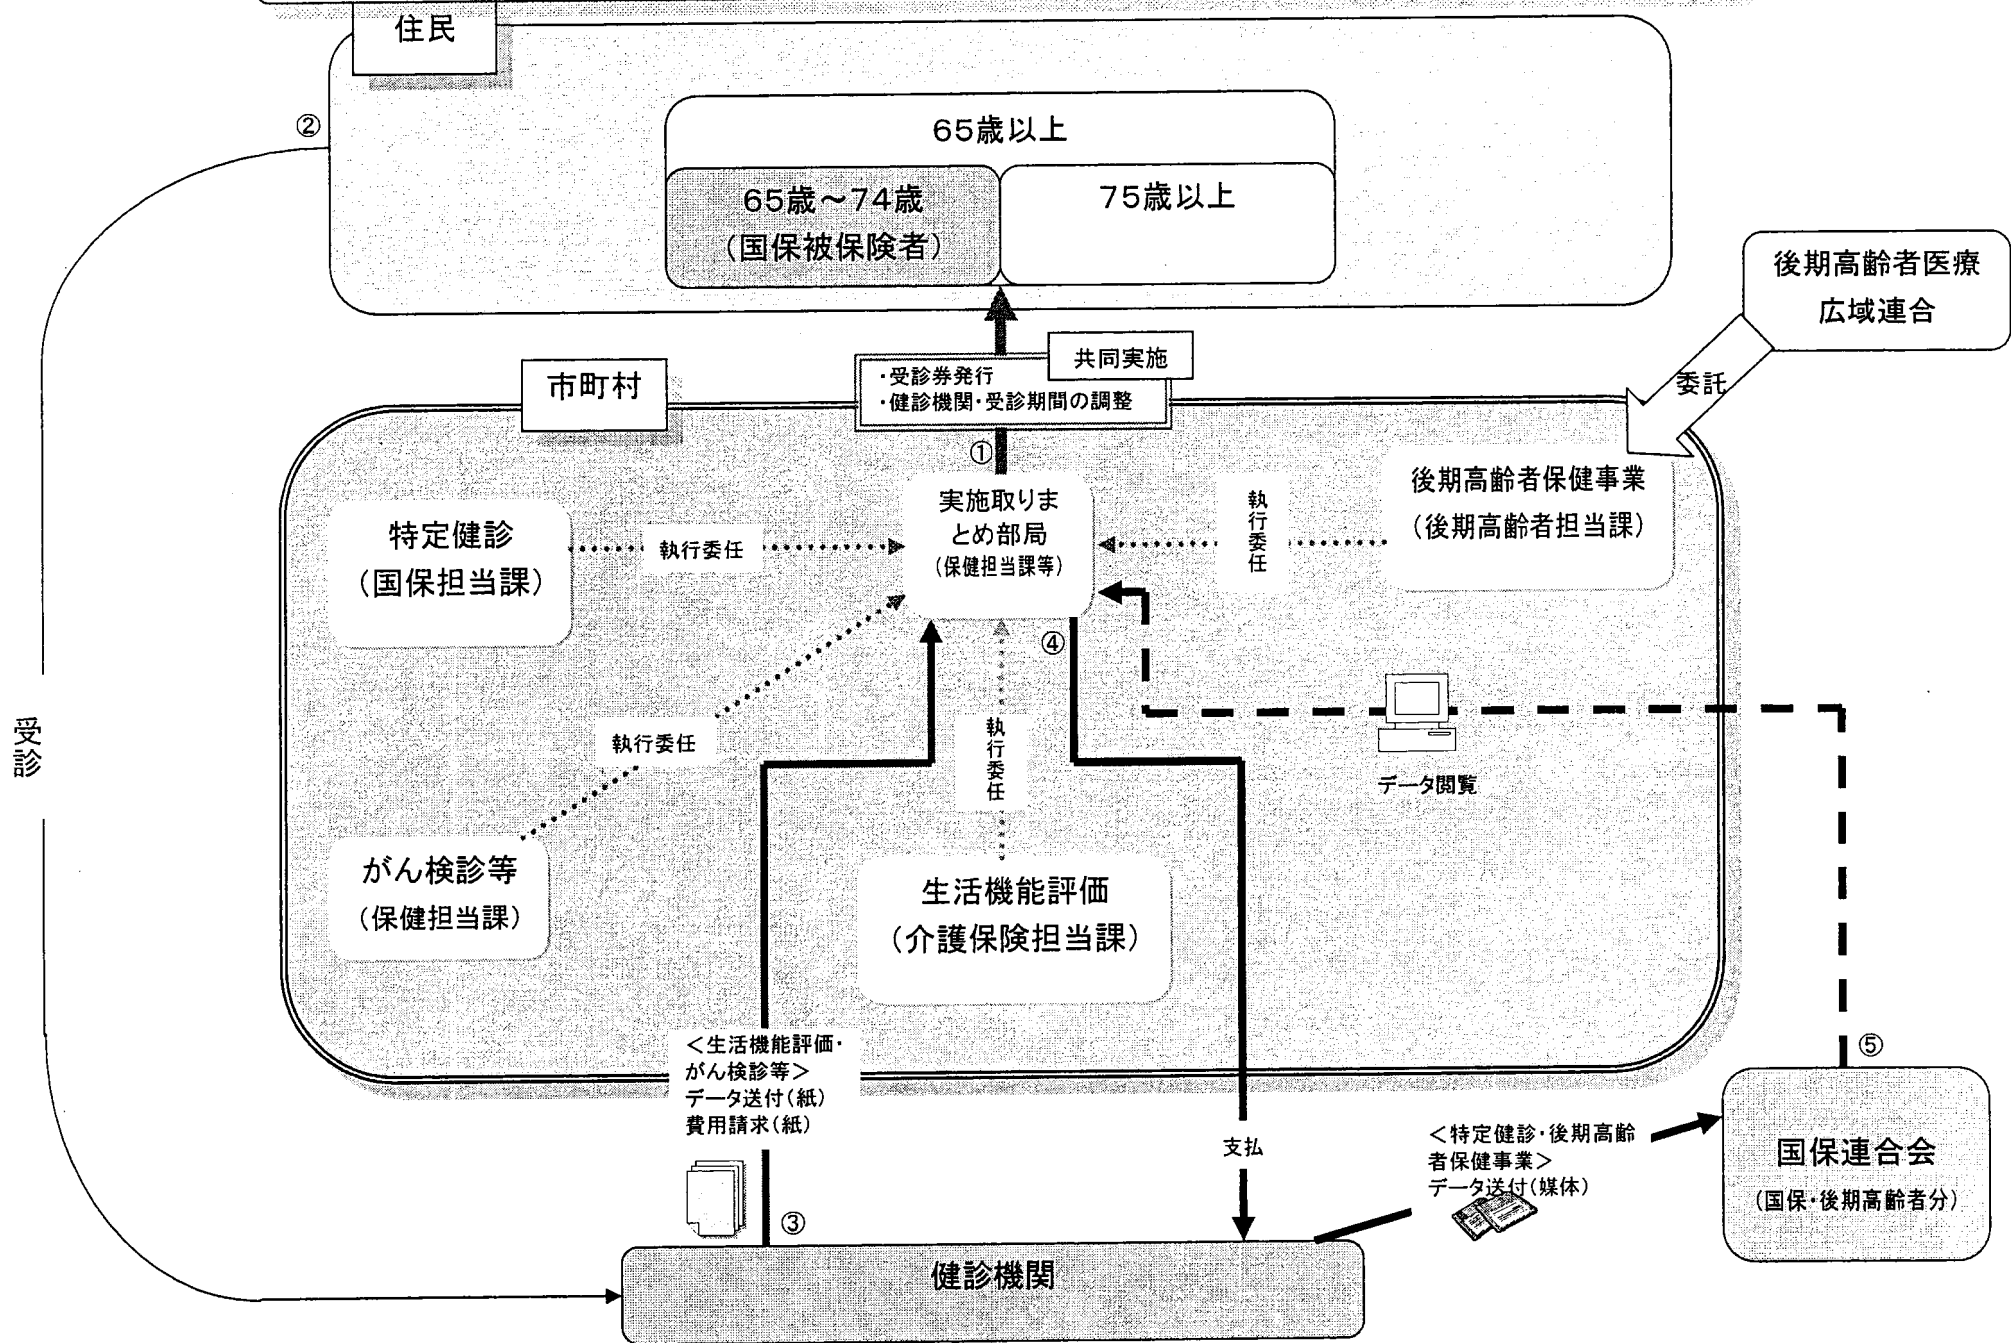 住民
②
65歳以上
65歳～74歳
（国保被保険者）
75歳以上
後期高齢者医療
広域連合
委託
共同実施
・受診券発行
・健診機関・受診期間の調整
市町村
①
実施取りま
とめ部局
（保健担当課等）
特定健診
（国保担当課）
執行委任
後期高齢者保健事業
（後期高齢者担当課）
執行委任
④
執行委任
執行委任
データ閲覧
受診
がん検診等
（保健担当課）
生活機能評価
（介護保険担当課）
＜生活機能評価・
がん検診等＞
データ送付（紙）
費用請求（紙）
③
支払
＜特定健診・後期高齢
者保健事業＞
データ送付（媒体）
⑤
国保連合会
（国保・後期高齢者分）
健診機関